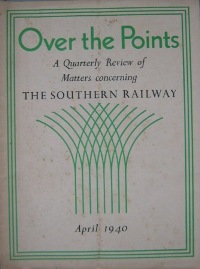 Over the Points
A Quarterly Review of
Matters concerning
THE SOUTHERN RAILWAY
April 1940